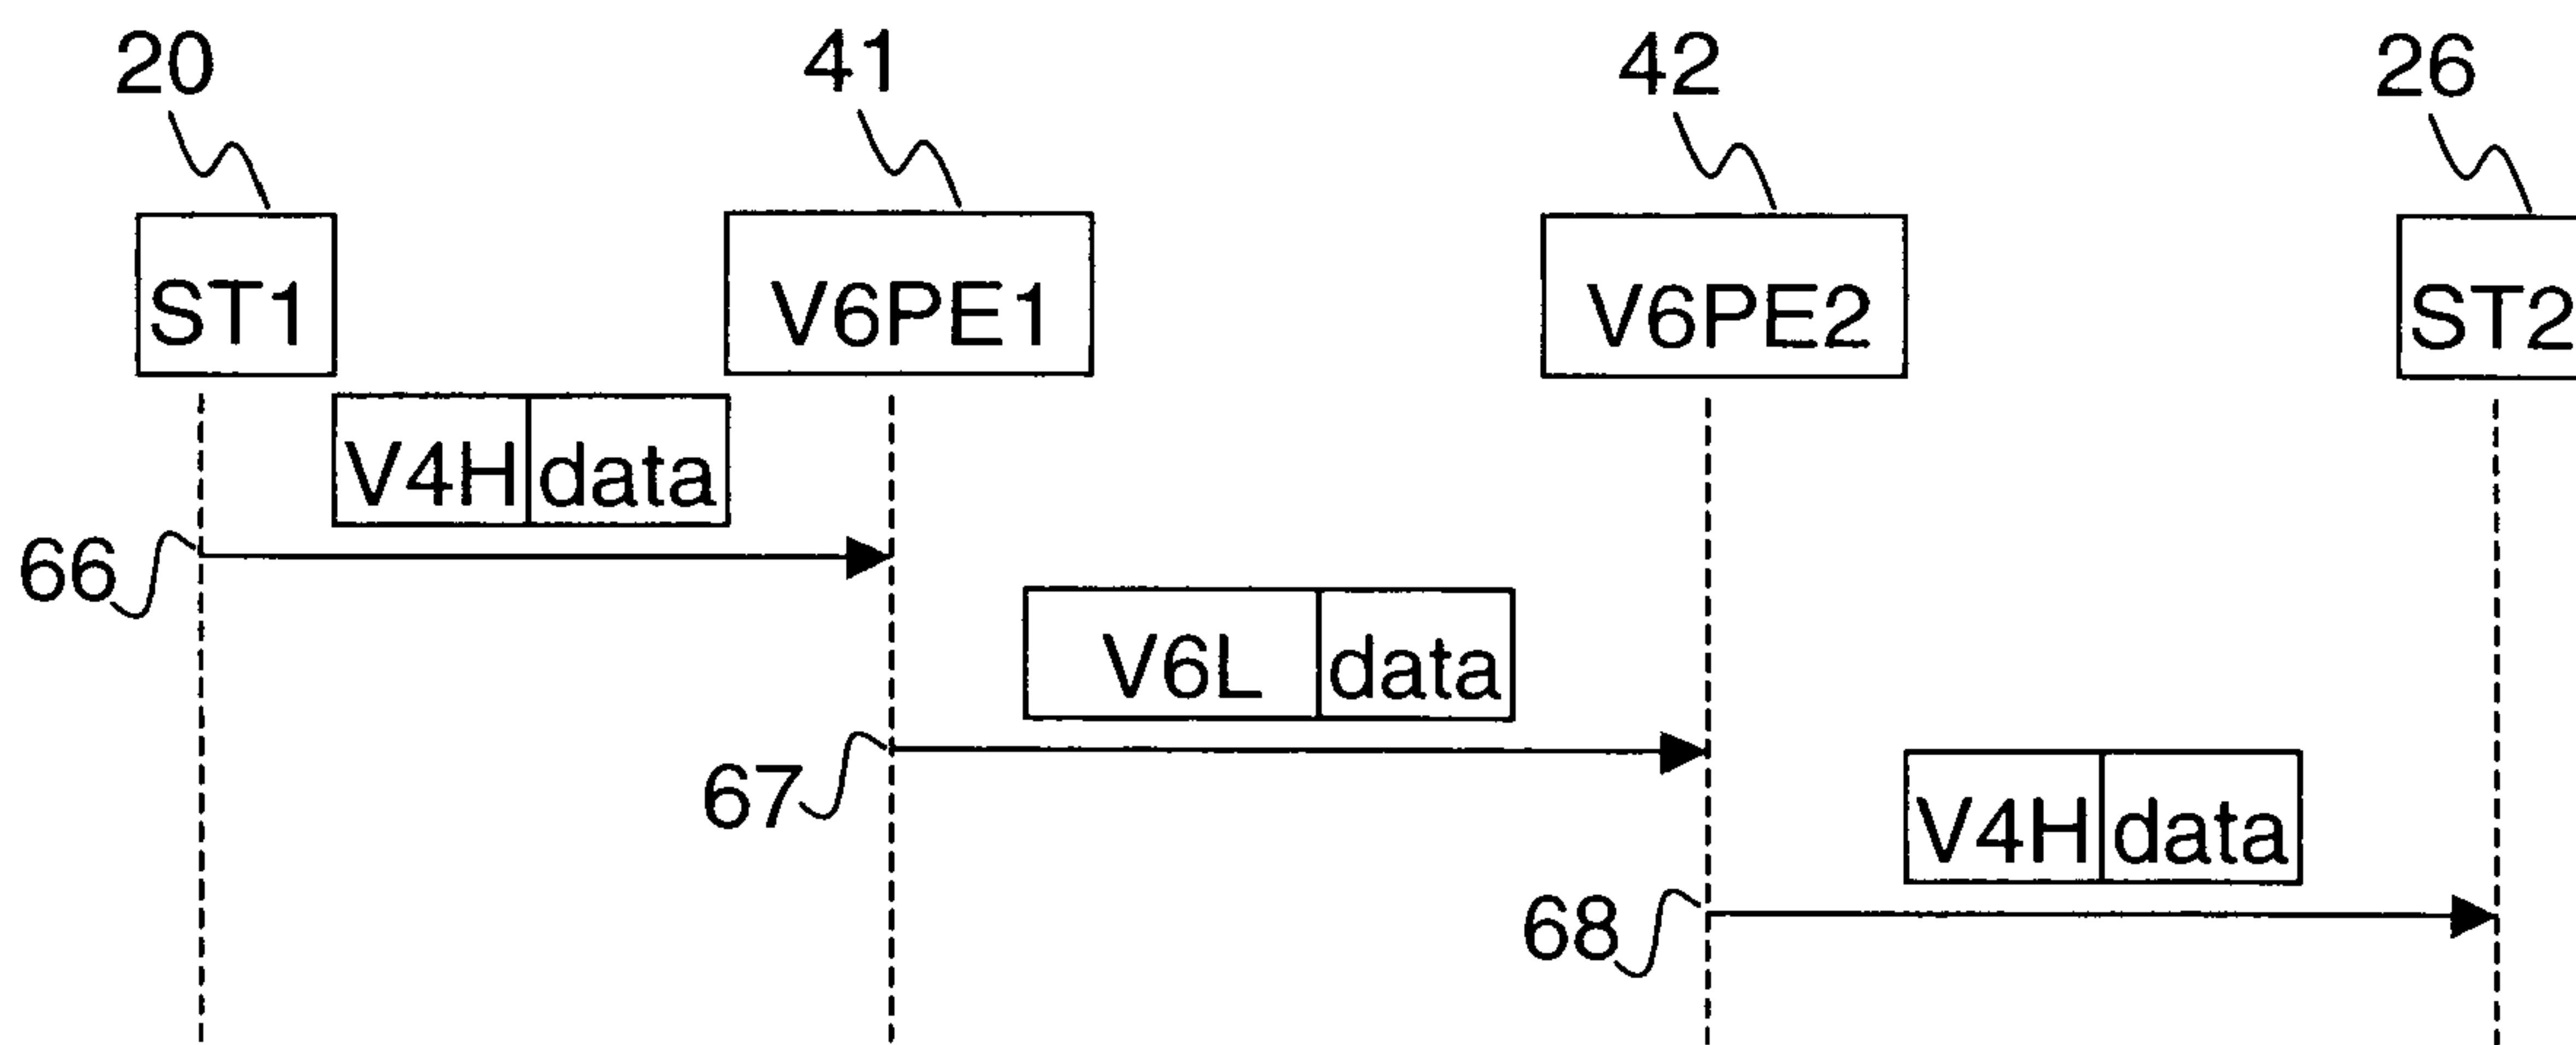 20 41 42 26
ST1 V6PE1 V6PE2 ST2
V4H data
66
V6L data
67
V4H data
68